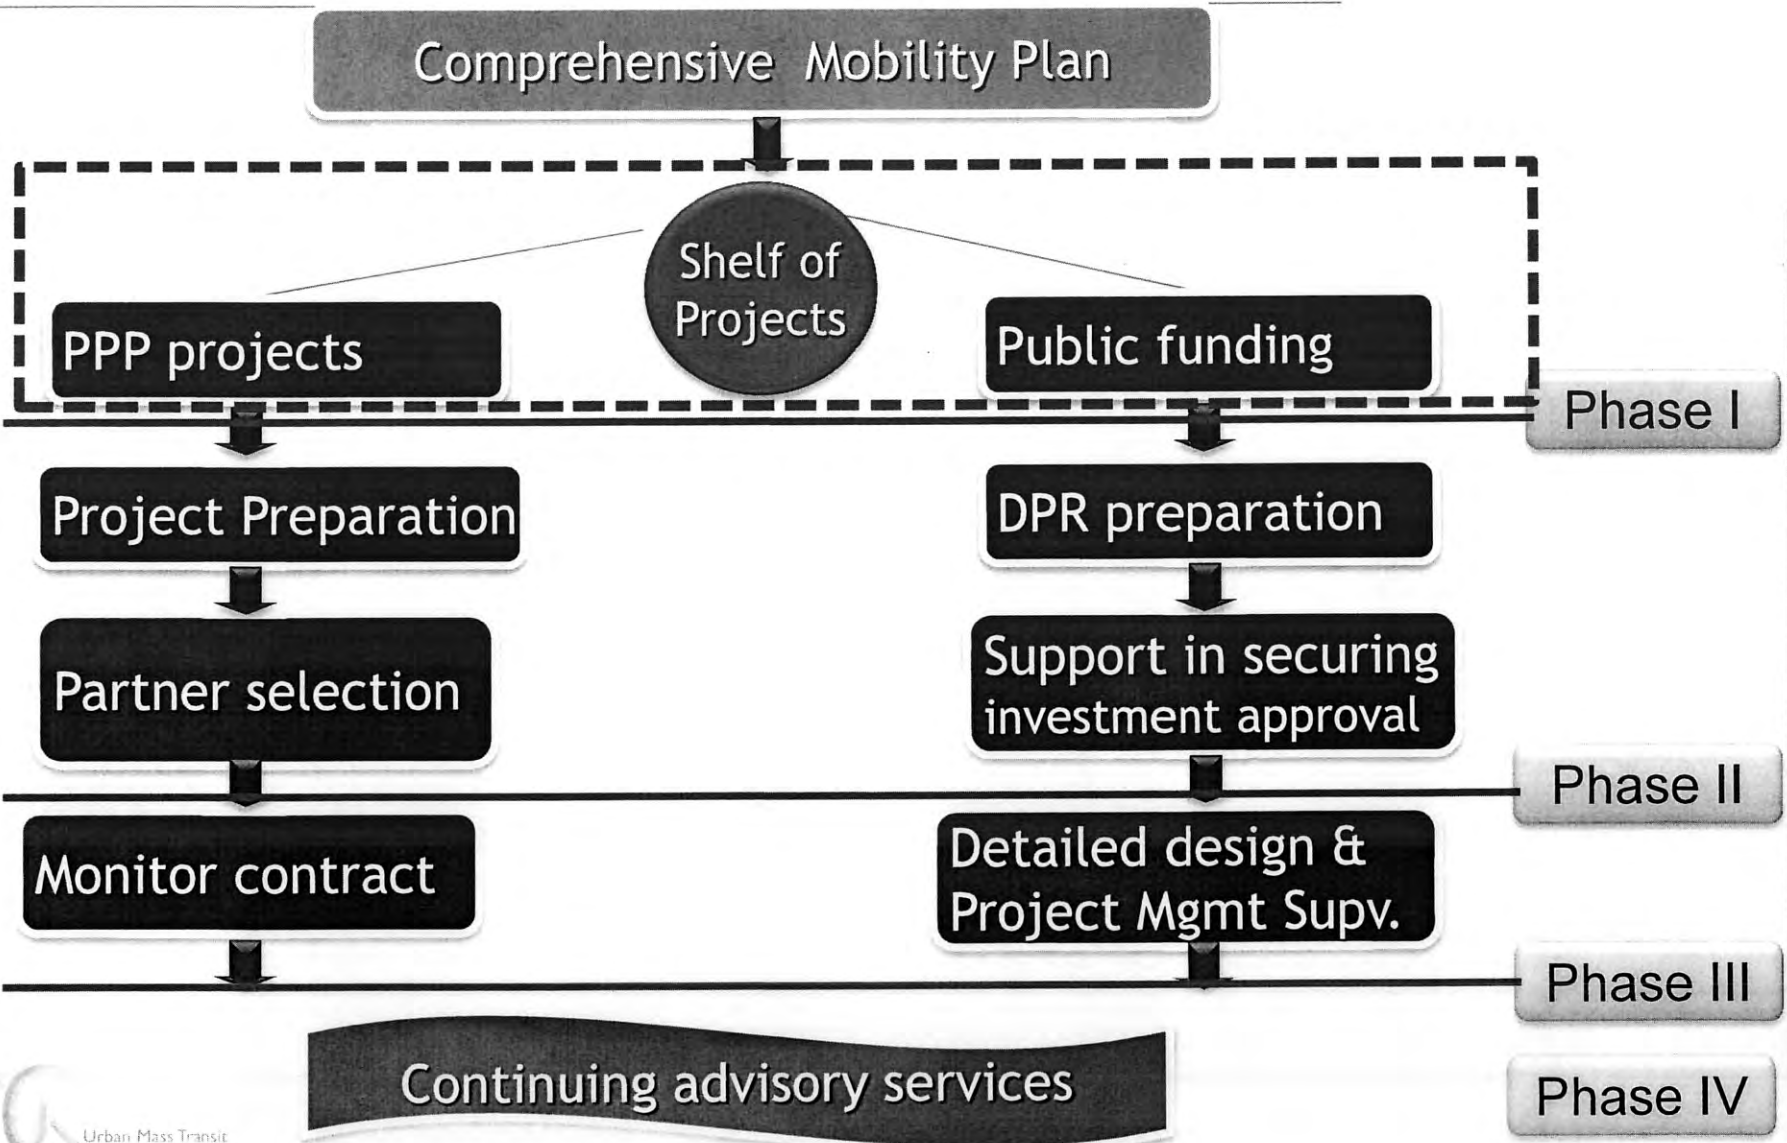 Comprehensive Mobility Plan
Shelf of
Projects
PPP projects
Public funding
Phase I
Project Preparation
DPR preparation
Partner selection
Support in securing
investment approval
Phase II
Monitor contract
Detailed design &
Project Mgmt Supv.
Phase III
Continuing advisory services
Phase IV
Urban Mass Transit